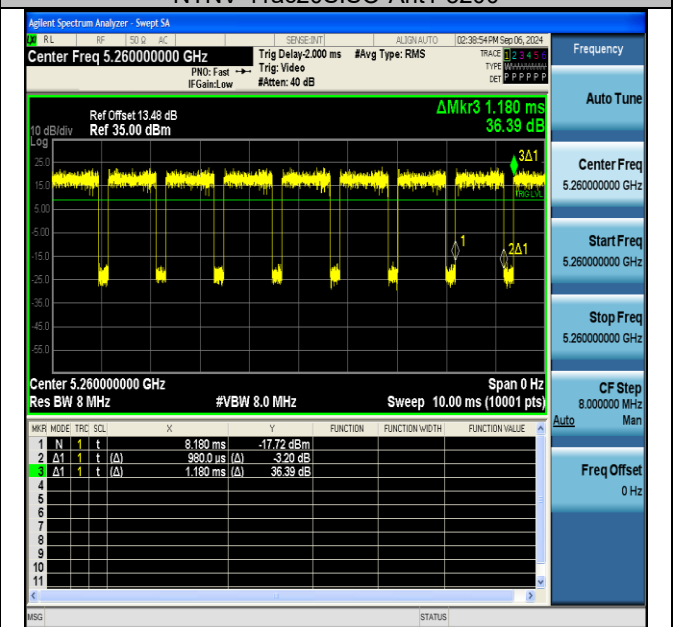 NTNV 11ac20SISO Ant1 5260
Agilent Spectrum Analyzer - Swept SA
RL RF 50 Ω AC SENSE:INT ALIGN AUTO 02:38:54 PM Sep 06, 2024
Center Freq 5.260000000 GHz Trig Delay-2.000 ms #Avg Type: RMS TRACE 1 2 3 4 5 6
PNO: Fast Trig: Video TYPE
IFGain:Low #Atten: 40 dB DET P P P P P P
Frequency
Auto Tune
ΔMkr3 1.180 ms
Ref Offset 13.48 dB
10 dB/div Ref 35.00 dBm 36.39 dB
Log
25.0
15.0
5.00
-5.00
-15.0
-25.0
-35.0
-45.0
-55.0
3Δ1
TRIG LVL
1
2Δ1
Center 5.260000000 GHz Span 0 Hz
Res BW 8 MHz #VBW 8.0 MHz Sweep 10.00 ms (10001 pts)
Center Freq
5.260000000 GHz
Start Freq
5.260000000 GHz
Stop Freq
5.260000000 GHz
CF Step
8.000000 MHz
Auto Man
Freq Offset
0 Hz
MKR MODE TRC SCL X Y FUNCTION FUNCTION WIDTH FUNCTION VALUE
1 N 1 t 8.180 ms -17.72 dBm
2 Δ1 1 t (Δ) 980.0 us (Δ) -3.20 dB
3 Δ1 1 t (Δ) 1.180 ms (Δ) 36.39 dB
4
5
6
7
8
9
10
11
MSG STATUS